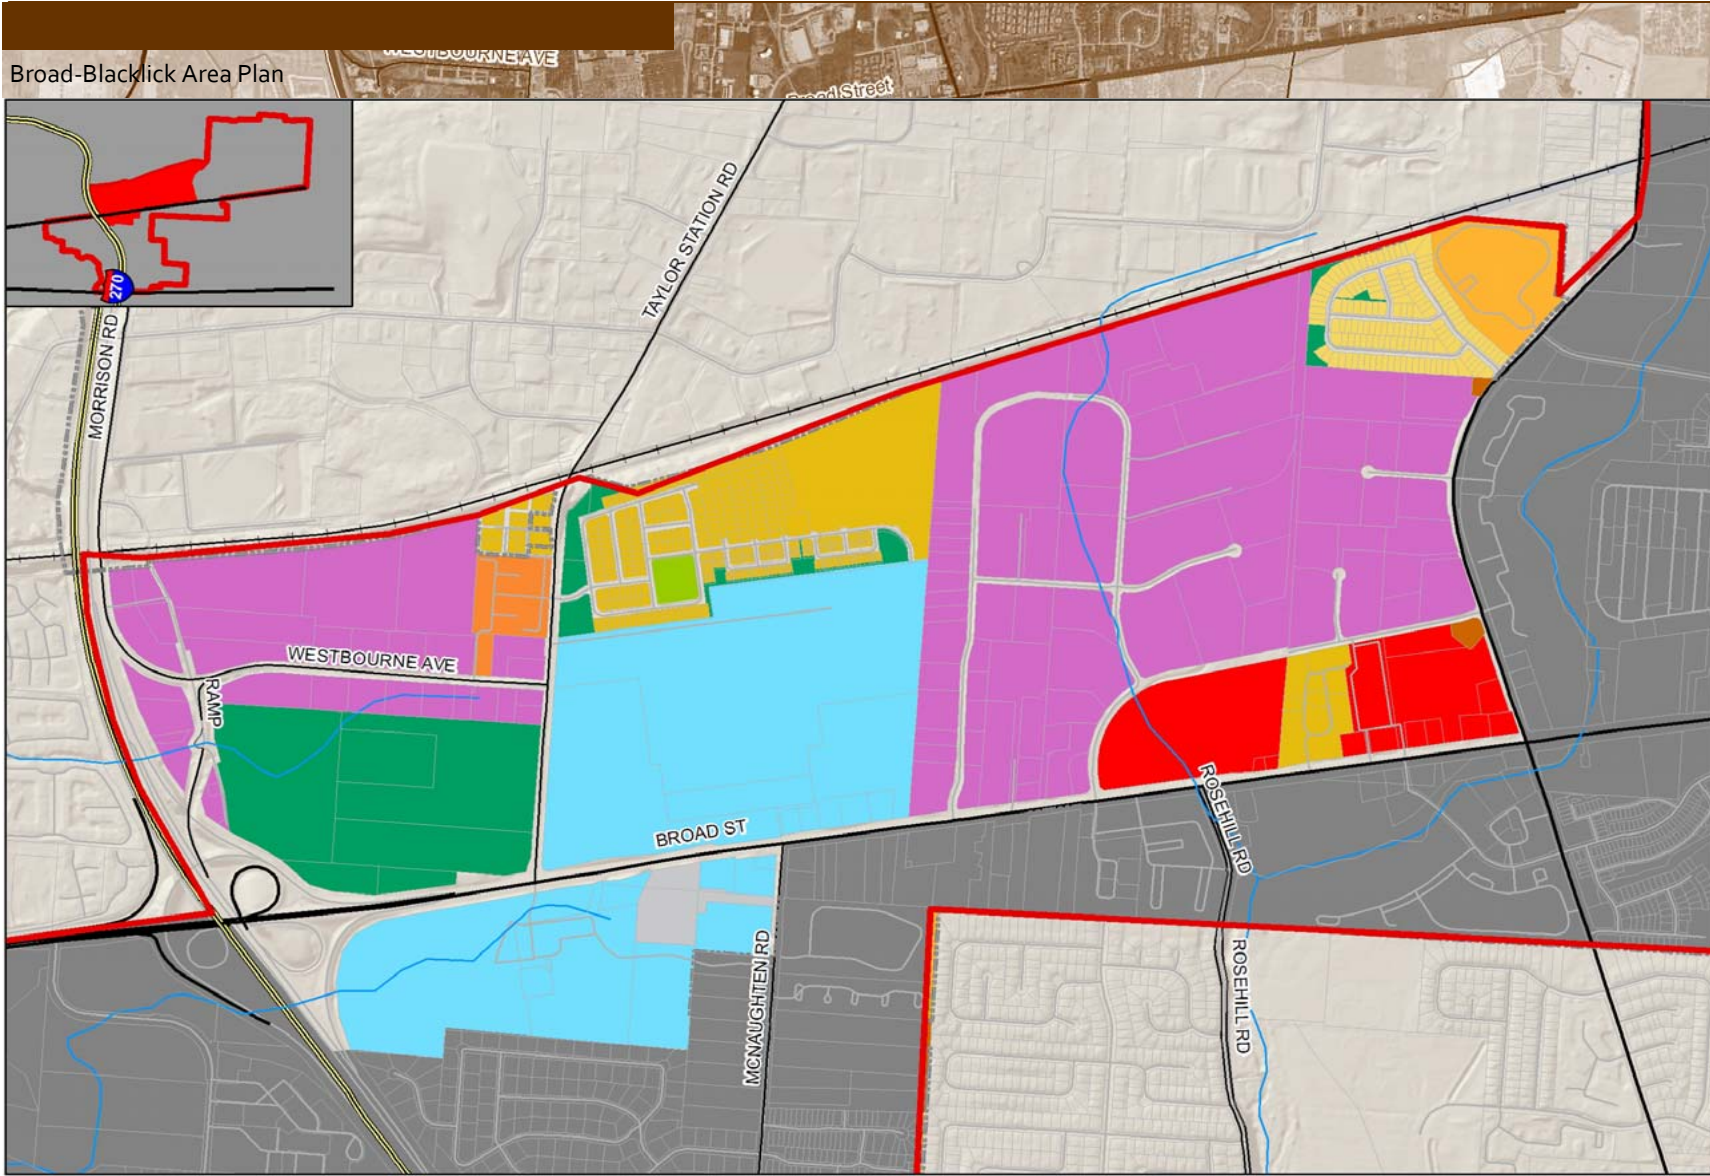 WESTBOURNE AVE
Broad-Blacklick Area Plan
Broad Street
270
TAYLOR STATION RD
MORRISON RD
WESTBOURNE AVE
RAMP
BROAD ST
ROSEHILL RD
MCNAUGHTEN RD
ROSEHILL RD